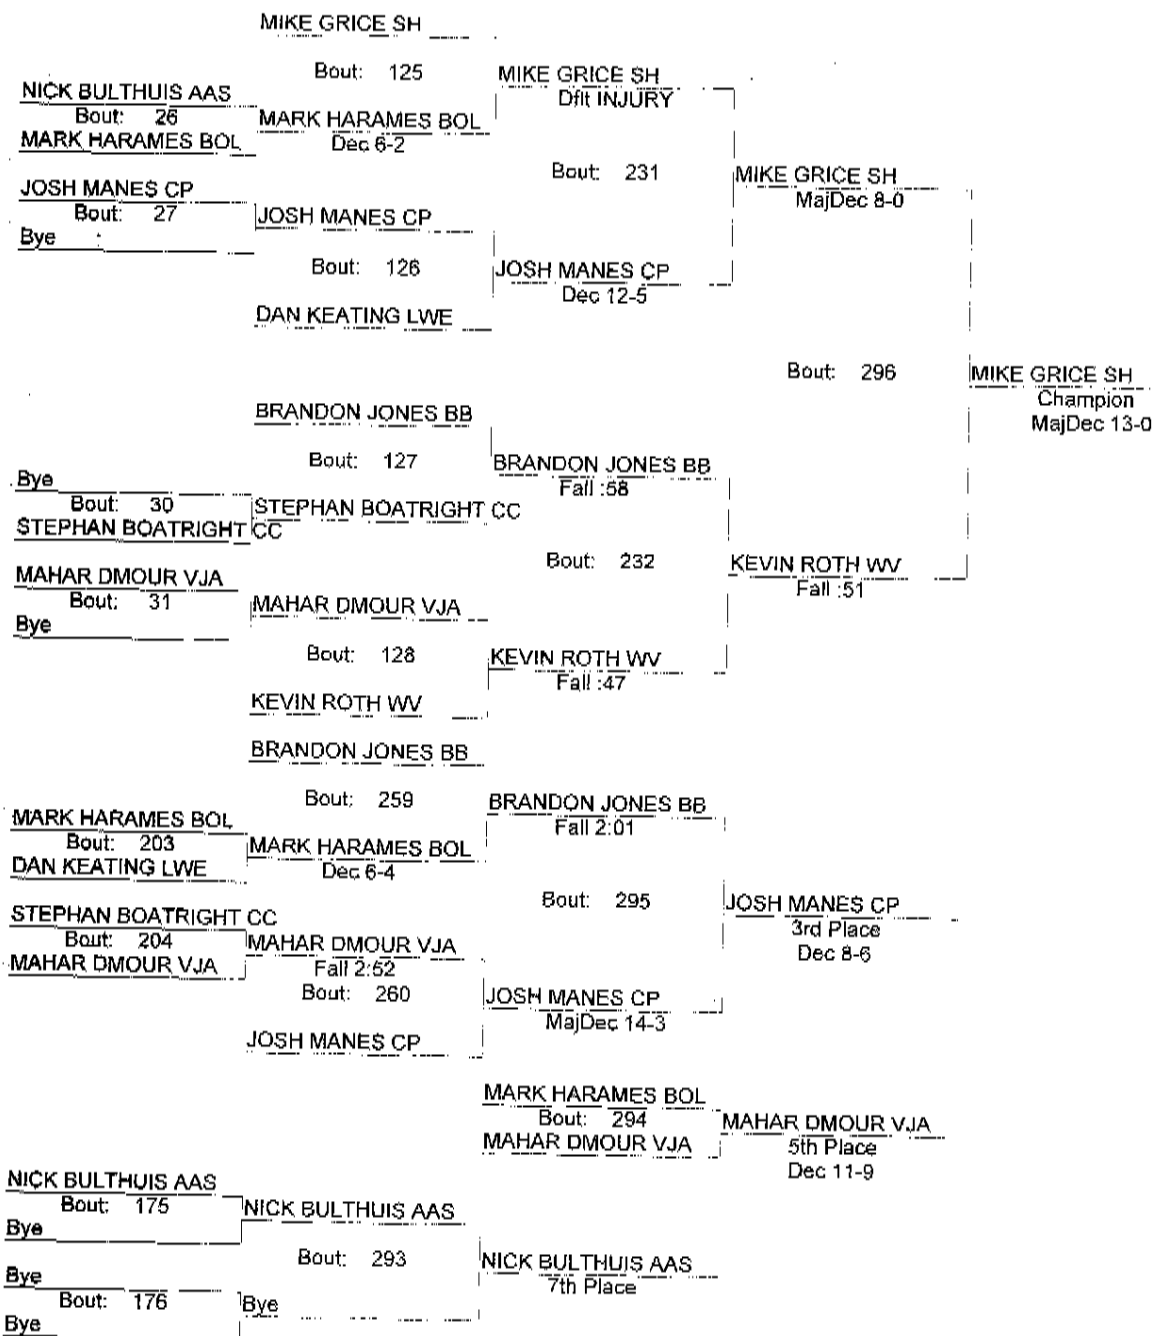 MIKE GRICE SH
Bout: 125
MIKE GRICE SH
Dflt INJURY
NICK BULTHUIS AAS
Bout: 26
MARK HARAMES BOL
MARK HARAMES BOL
Dec 6-2
Bout: 231
MIKE GRICE SH
MajDec 8-0
JOSH MANES CP
Bout: 27
Bye
JOSH MANES CP
Bout: 126
JOSH MANES CP
Dec 12-5
DAN KEATING LWE
Bout: 296
MIKE GRICE SH
Champion
MajDec 13-0
BRANDON JONES BB
Bout: 127
BRANDON JONES BB
Fall :58
Bye
Bout: 30
STEPHAN BOATRIGHT CC
STEPHAN BOATRIGHT CC
Bout: 232
KEVIN ROTH WV
Fall :51
MAHAR DMOUR VJA
Bout: 31
Bye
MAHAR DMOUR VJA
Bout: 128
KEVIN ROTH WV
Fall :47
KEVIN ROTH WV
BRANDON JONES BB
Bout: 259
BRANDON JONES BB
Fall 2:01
MARK HARAMES BOL
Bout: 203
DAN KEATING LWE
MARK HARAMES BOL
Dec 6-4
Bout: 295
JOSH MANES CP
3rd Place
Dec 8-6
STEPHAN BOATRIGHT CC
Bout: 204
MAHAR DMOUR VJA
MAHAR DMOUR VJA
Fall 2:52
Bout: 260
JOSH MANES CP
MajDec 14-3
JOSH MANES CP
MARK HARAMES BOL
Bout: 294
MAHAR DMOUR VJA
MAHAR DMOUR VJA
5th Place
Dec 11-9
NICK BULTHUIS AAS
Bout: 175
Bye
NICK BULTHUIS AAS
Bout: 293
NICK BULTHUIS AAS
7th Place
Bye
Bout: 176
Bye
Bye